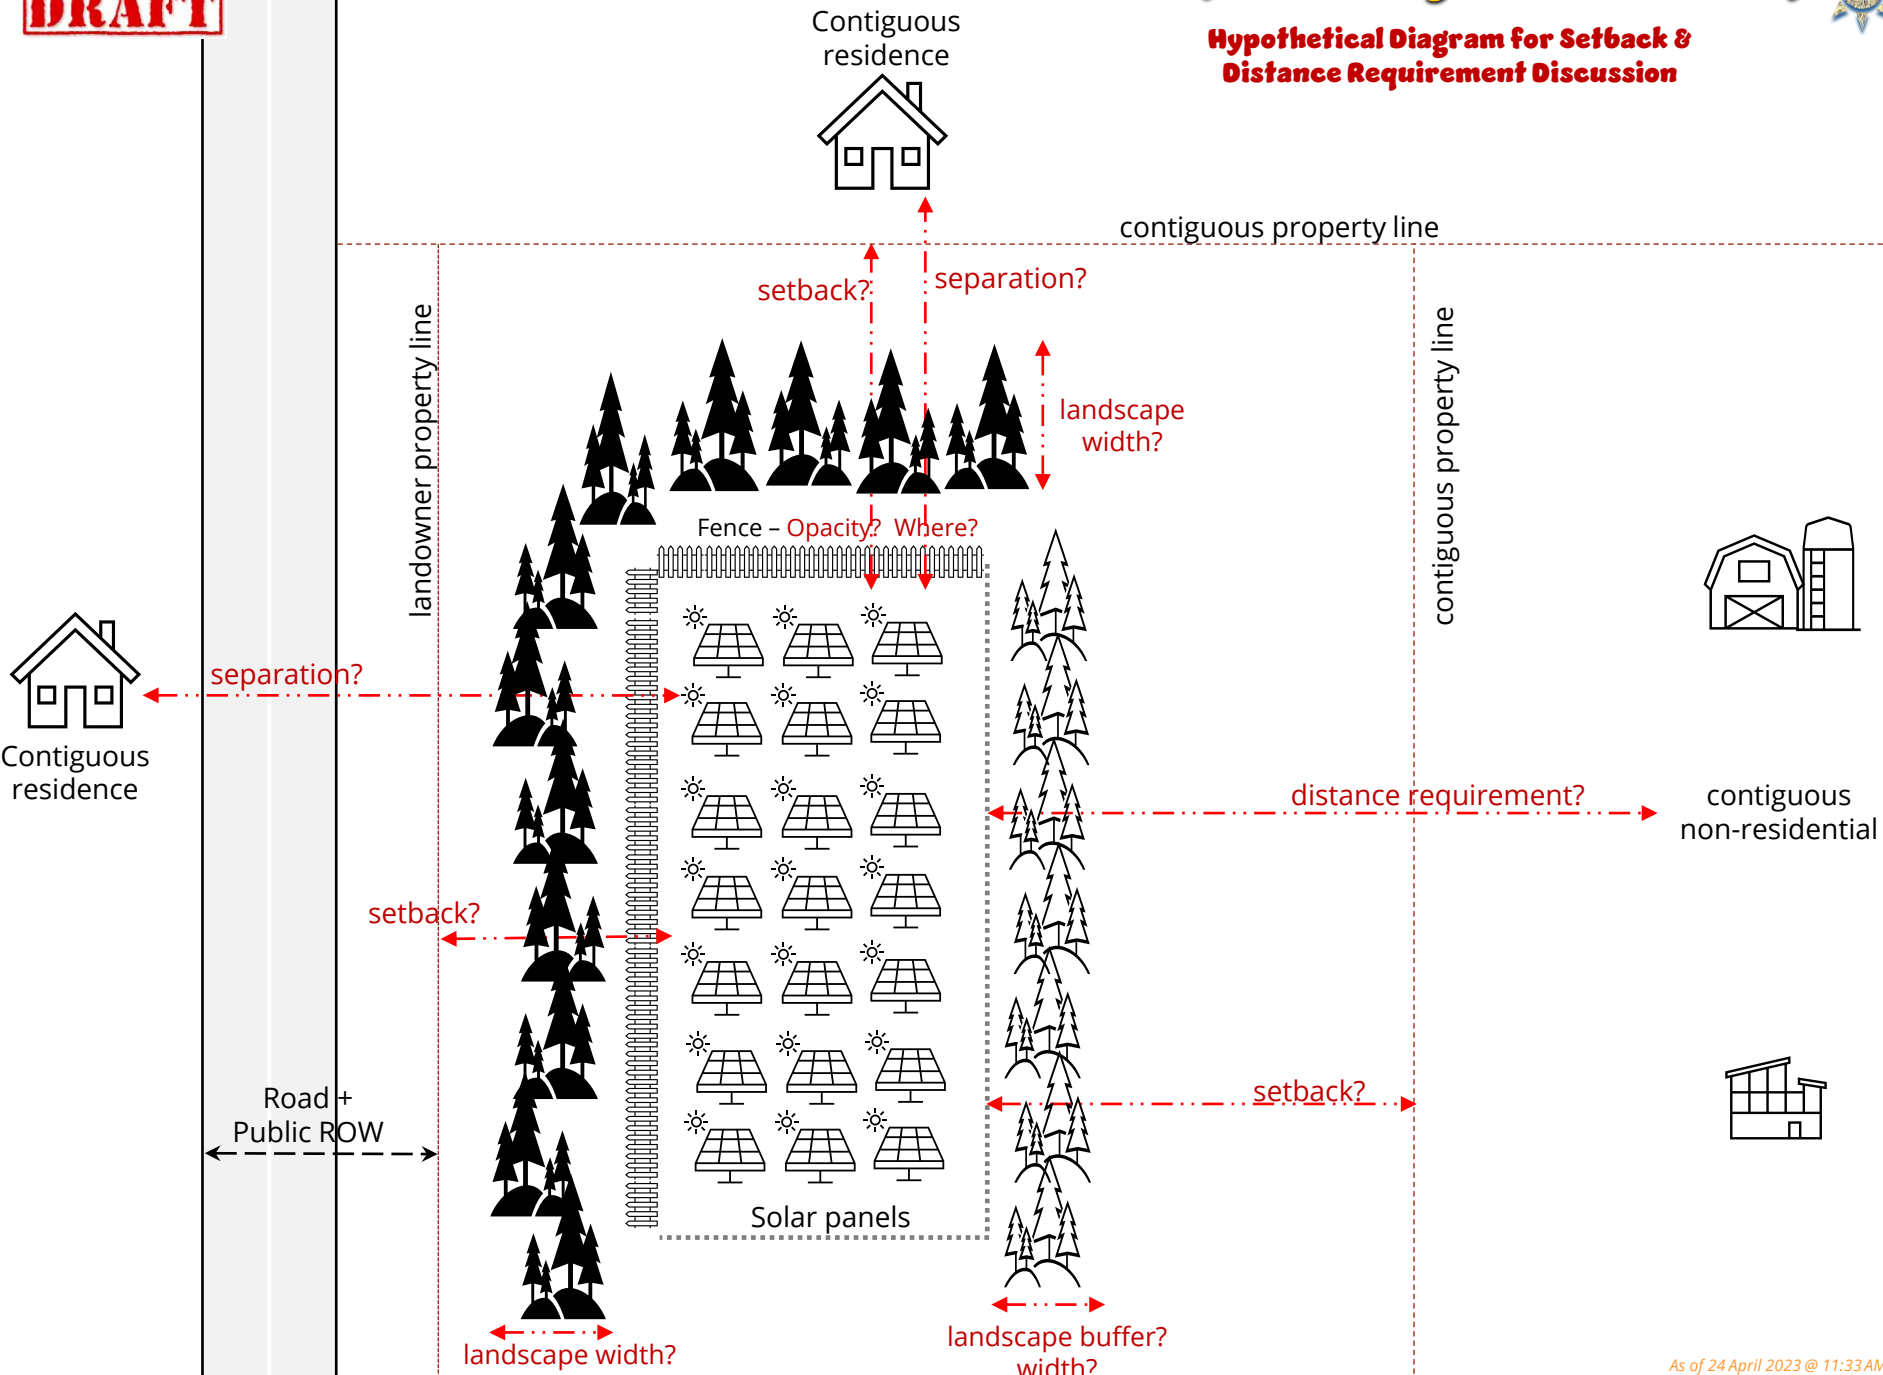 DRAFT
Hypothetical Diagram for Setback &
Distance Requirement Discussion
Contiguous
residence
contiguous property line
setback?
separation?
landowner property line
contiguous property line
landscape
width?
Fence – Opacity? Where?
separation?
Contiguous
residence
distance requirement?
contiguous
non-residential
setback?
setback?
Road +
Public ROW
Solar panels
landscape width?
landscape buffer?
width?
As of 24 April 2023 @ 11:33 AM